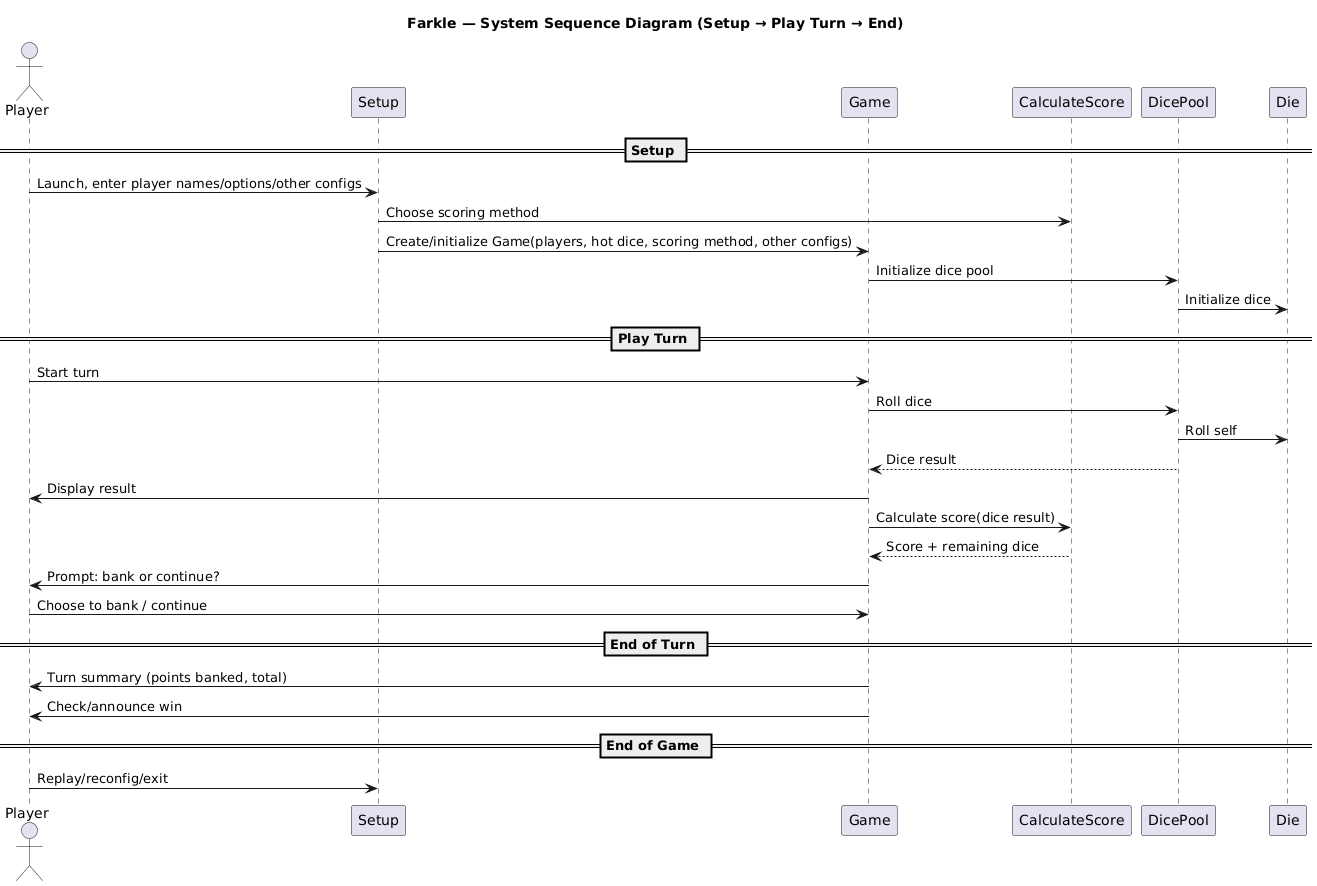 Farkle — System Sequence Diagram (Setup → Play Turn → End)
Player
Setup
Game
CalculateScore
DicePool
Die
Setup
Launch, enter player names/options/other configs
Choose scoring method
Create/initialize Game(players, hot dice, scoring method, other configs)
Initialize dice pool
Initialize dice
Play Turn
Start turn
Roll dice
Roll self
Dice result
Display result
Calculate score(dice result)
Score + remaining dice
Prompt: bank or continue?
Choose to bank / continue
End of Turn
Turn summary (points banked, total)
Check/announce win
End of Game
Replay/reconfig/exit
Player
Setup
Game
CalculateScore
DicePool
Die